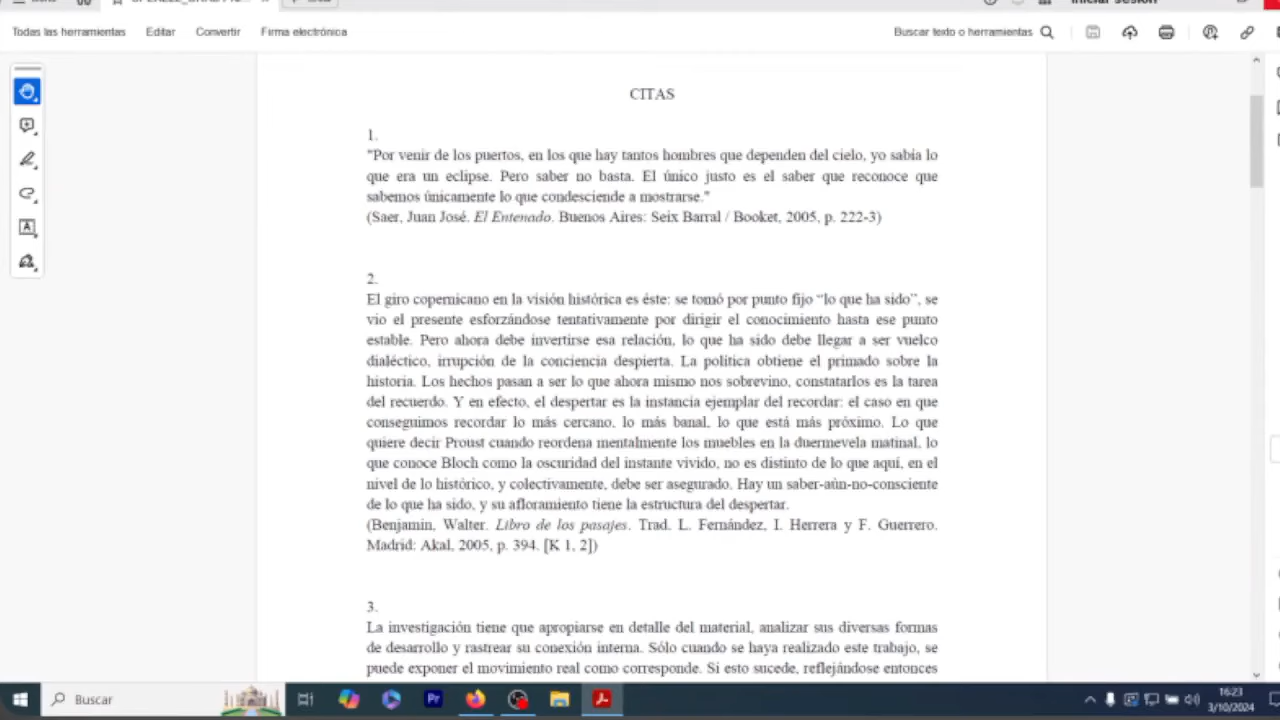 Todas las herramientas Editar Convertir Firma electrónica Buscar texto o herramientas
CITAS
1.
"Por venir de los puertos, en los que hay tantos hombres que dependen del cielo, yo sabía lo
que era un eclipse. Pero saber no basta. El único justo es el saber que reconoce que
sabemos únicamente lo que condesciende a mostrarse."
(Saer, Juan José. El Entenado. Buenos Aires: Seix Barral / Booket, 2005, p. 222-3)
2.
El giro copernicano en la visión histórica es éste: se tomó por punto fijo “lo que ha sido”, se
vio el presente esforzándose tentativamente por dirigir el conocimiento hasta ese punto
estable. Pero ahora debe invertirse esa relación, lo que ha sido debe llegar a ser vuelco
dialéctico, irrupción de la conciencia despierta. La política obtiene el primado sobre la
historia. Los hechos pasan a ser lo que ahora mismo nos sobrevino, constatarlos es la tarea
del recuerdo. Y en efecto, el despertar es la instancia ejemplar del recordar: el caso en que
conseguimos recordar lo más cercano, lo más banal, lo que está más próximo. Lo que
quiere decir Proust cuando reordena mentalmente los muebles en la duermevela matinal, lo
que conoce Bloch como la oscuridad del instante vivido, no es distinto de lo que aquí, en el
nivel de lo histórico, y colectivamente, debe ser asegurado. Hay un saber-aún-no-consciente
de lo que ha sido, y su afloramiento tiene la estructura del despertar.
(Benjamin, Walter. Libro de los pasajes. Trad. L. Fernández, I. Herrera y F. Guerrero.
Madrid: Akal, 2005, p. 394. [K 1, 2])
3.
La investigación tiene que apropiarse en detalle del material, analizar sus diversas formas
de desarrollo y rastrear su conexión interna. Sólo cuando se haya realizado este trabajo, se
puede exponer el movimiento real como corresponde. Si esto sucede, reflejándose entonces
Buscar
Pr
16:23
3/10/2024